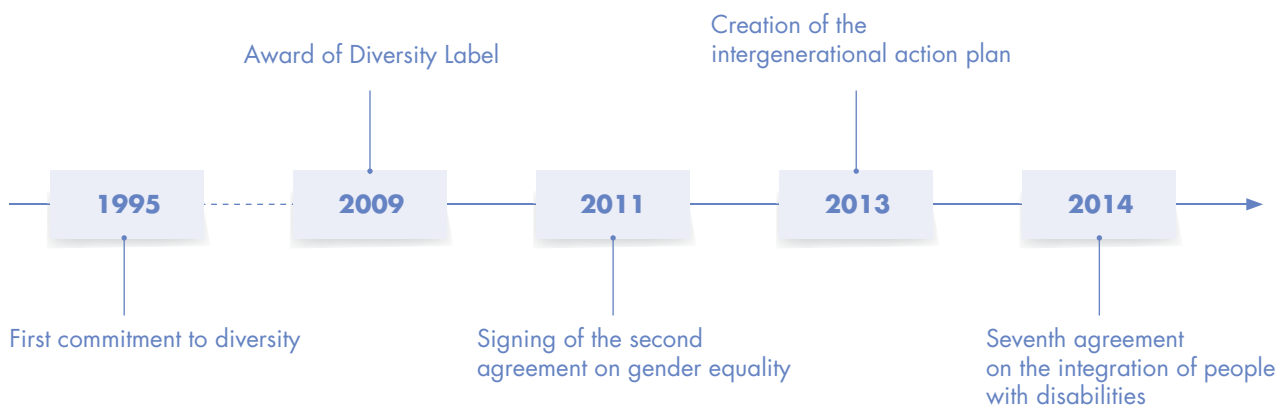 Creation of the
intergenerational action plan
Award of Diversity Label
1995
2009
2011
2013
2014
First commitment to diversity
Signing of the second
agreement on gender equality
Seventh agreement
on the integration of people
with disabilities